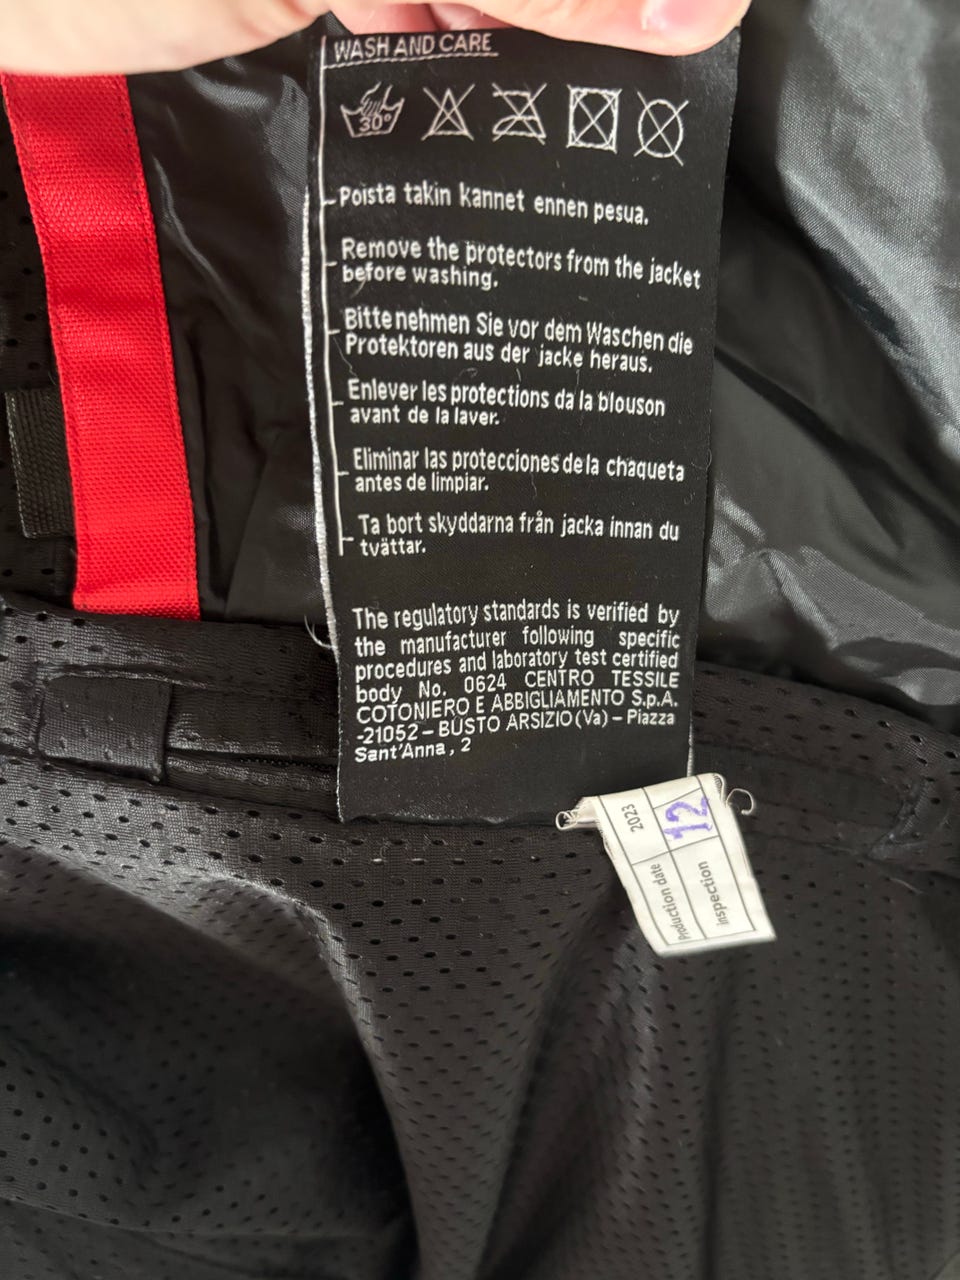 WASH AND CARE
30°
Poista takin kannet ennen pesua.
Remove the protectors from the jacket
before washing.
Bitte nehmen Sie vor dem Waschen die
Protektoren aus der jacke heraus.
Enlever les protections da la blouson
avant de la laver.
Eliminar las protecciones de la chaqueta
antes de limpiar.
Ta bort skyddarna från jacka innan du
tvättar.
The regulatory standards is verified by
the manufacturer following specific
procedures and laboratory test certified
body No. 0624 CENTRO TESSILE
COTONIERO E ABBIGLIAMENTO S.p.A.
-21052 – BUSTO ARSIZIO (Va) – Piazza
Sant'Anna, 2
Production date 2023
inspection 12